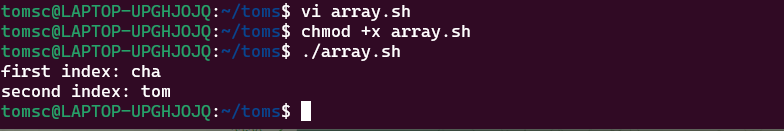 tomsc@LAPTOP-UPGHJOJQ:~/toms$ vi array.sh
tomsc@LAPTOP-UPGHJOJQ:~/toms$ chmod +x array.sh
tomsc@LAPTOP-UPGHJOJQ:~/toms$ ./array.sh
first index: cha
second index: tom
tomsc@LAPTOP-UPGHJOJQ:~/toms$